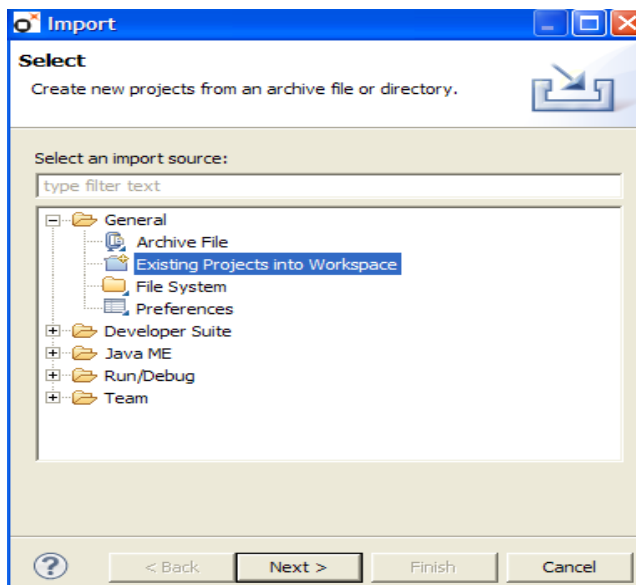 Import
Select
Create new projects from an archive file or directory.
Select an import source:
type filter text
General
Archive File
Existing Projects into Workspace
File System
Preferences
Developer Suite
Java ME
Run/Debug
Team
< Back Next > Finish Cancel